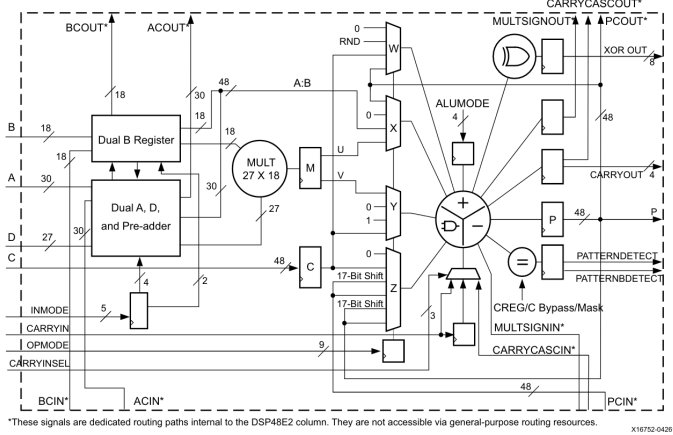 CARRYCASCOUT*
BCOUT* ACOUT* MULTSIGNOUT* PCOUT*
0
RND
W
XOR OUT
8
18 30 48 A:B
0
ALUMODE
4
48
B 18
Dual B Register
18
18
X
18
MULT
27 X 18
M
U
V
A 30
Dual A, D,
and Pre-adder
30
27
0
1
Y
+
−
CARRYOUT 4
48
P
P
D 27
30
C 48
C
0
17-Bit Shift
17-Bit Shift
Z
=
PATTERNDETECT
PATTERNBDETECT
4 2
INMODE 5
3
CREG/C Bypass/Mask
CARRYIN
MULTSIGNIN*
OPMODE 9
CARRYCASCIN*
CARRYINSEL
48
BCIN* ACIN* PCIN*
*These signals are dedicated routing paths internal to the DSP48E2 column. They are not accessible via general-purpose routing resources.
X16752-0426